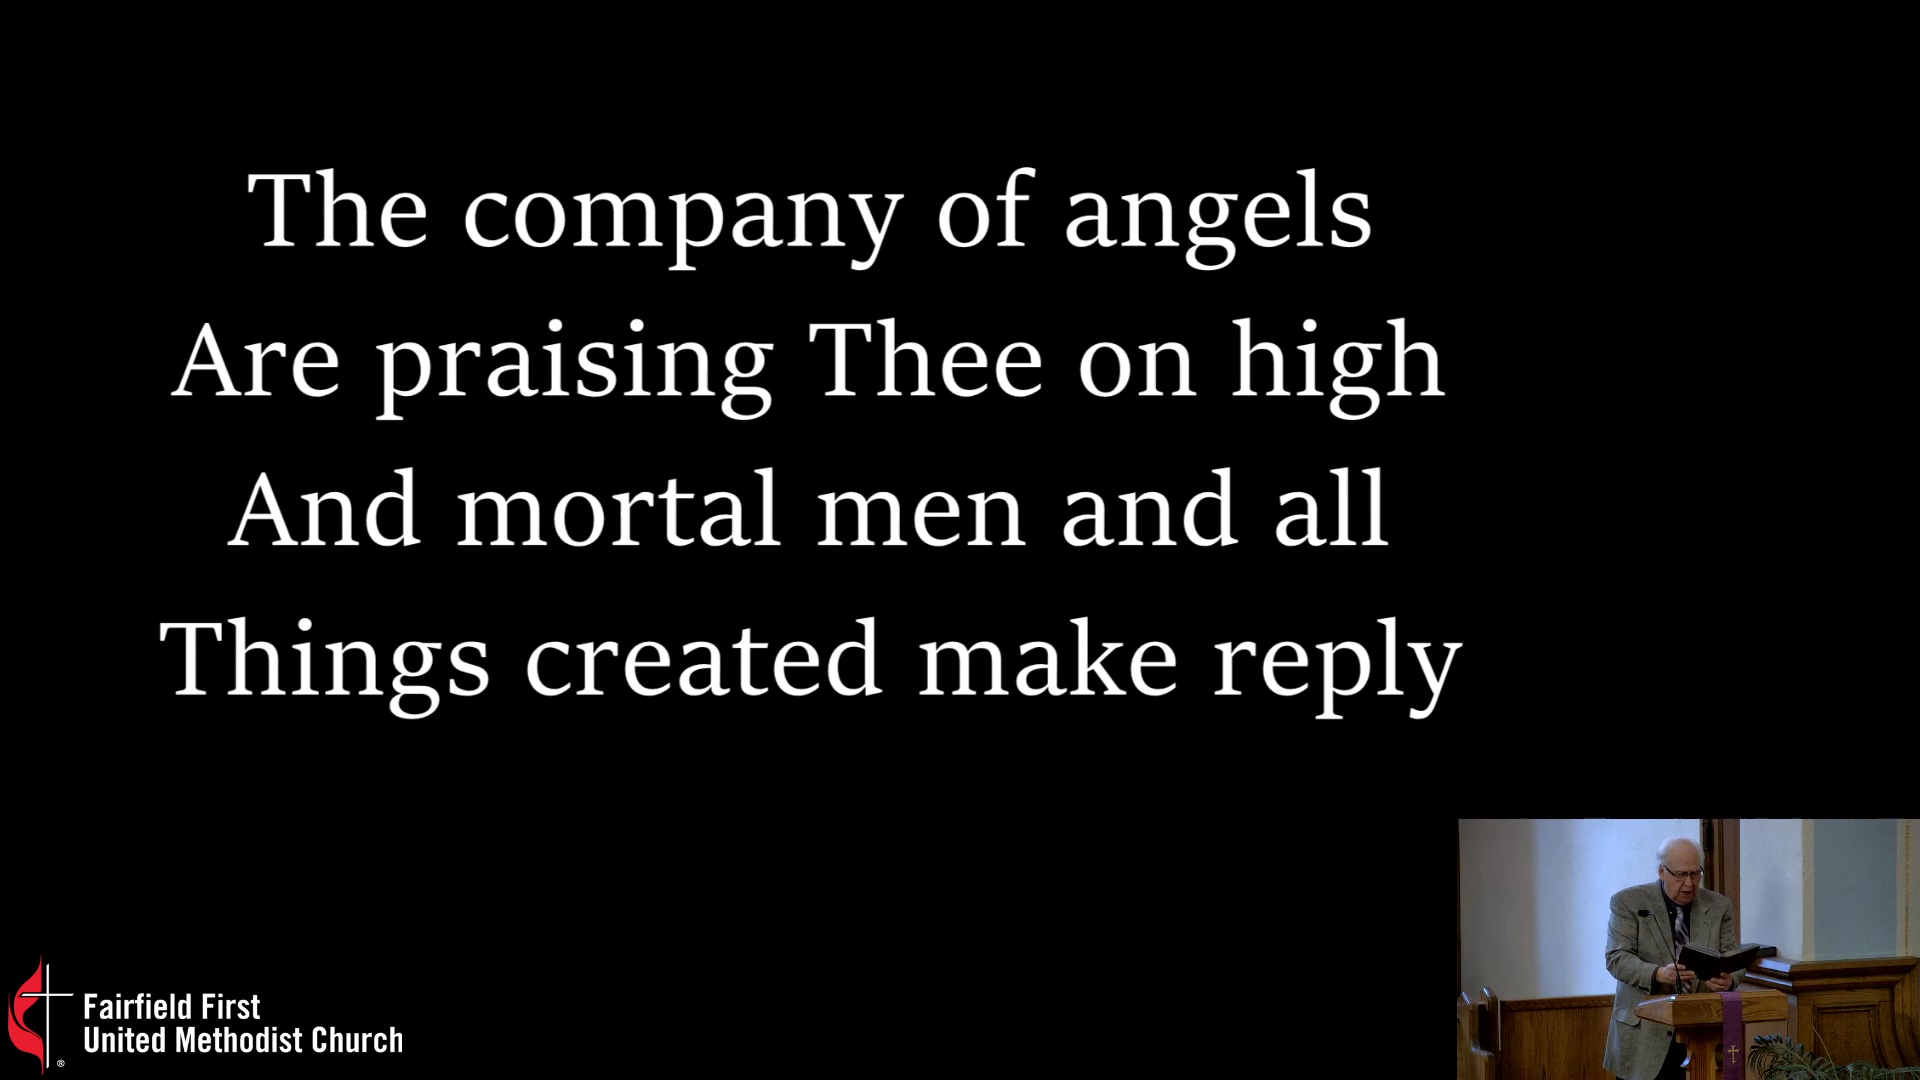 The company of angels
Are praising Thee on high
And mortal men and all
Things created make reply
Fairfield First
United Methodist Church
®